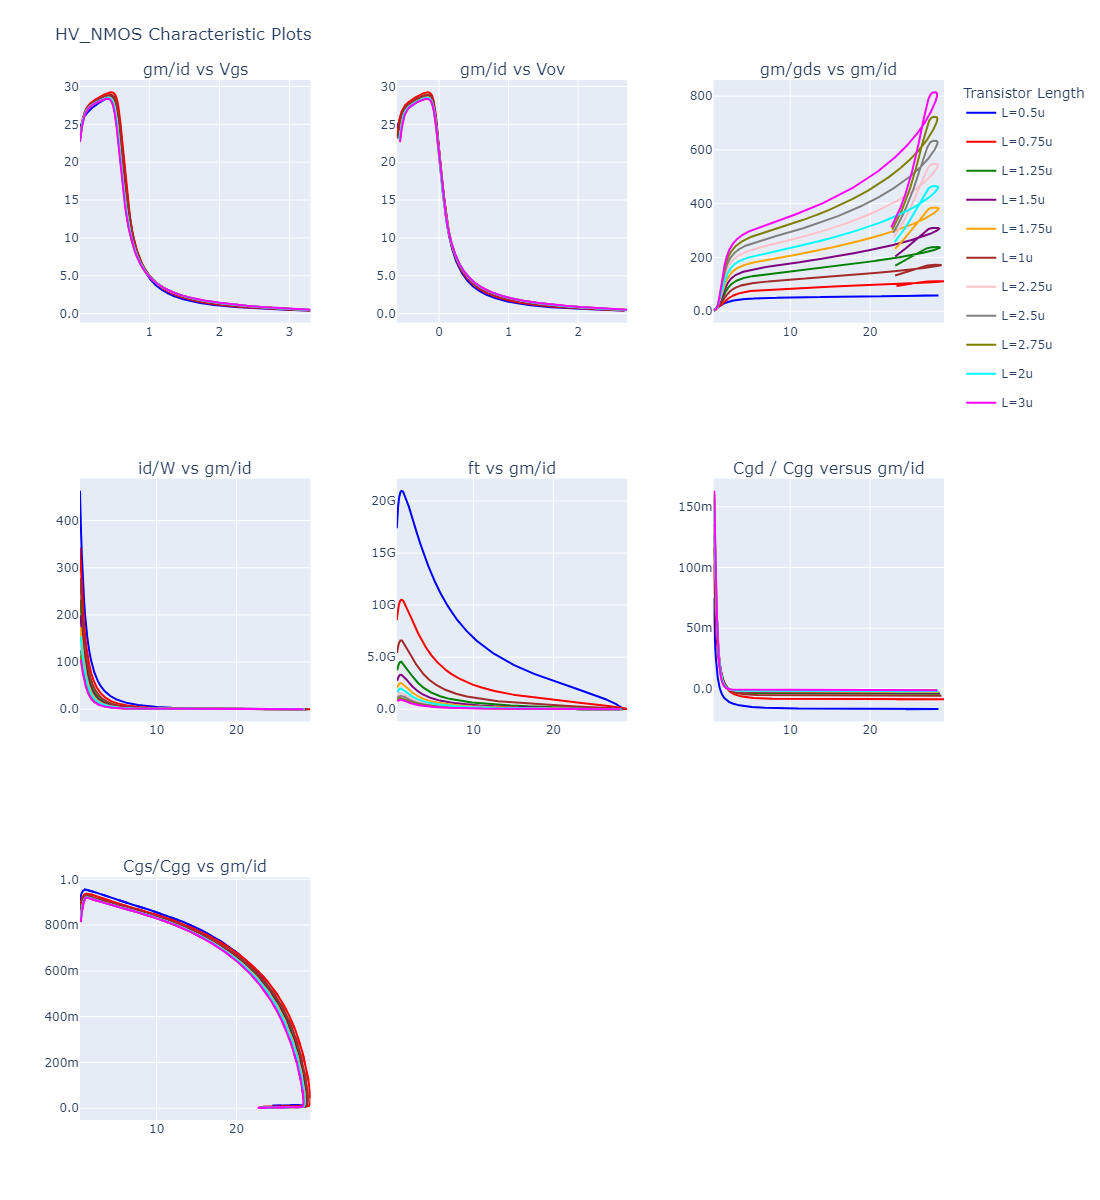 HV_NMOS Characteristic Plots
gm/id vs Vgs
30
25
20
15
10
5.0
0.0
1
2
3
gm/id vs Vov
30
25
20
15
10
5.0
0.0
0
1
2
gm/gds vs gm/id
800
600
400
200
0.0
10
20
Transistor Length
L=0.5u
L=0.75u
L=1.25u
L=1.5u
L=1.75u
L=1u
L=2.25u
L=2.5u
L=2.75u
L=2u
L=3u
id/W vs gm/id
400
300
200
100
0.0
10
20
ft vs gm/id
20G
15G
10G
5.0G
0.0
10
20
Cgd / Cgg versus gm/id
150m
100m
50m
0.0
10
20
Cgs/Cgg vs gm/id
1.0
800m
600m
400m
200m
0.0
10
20